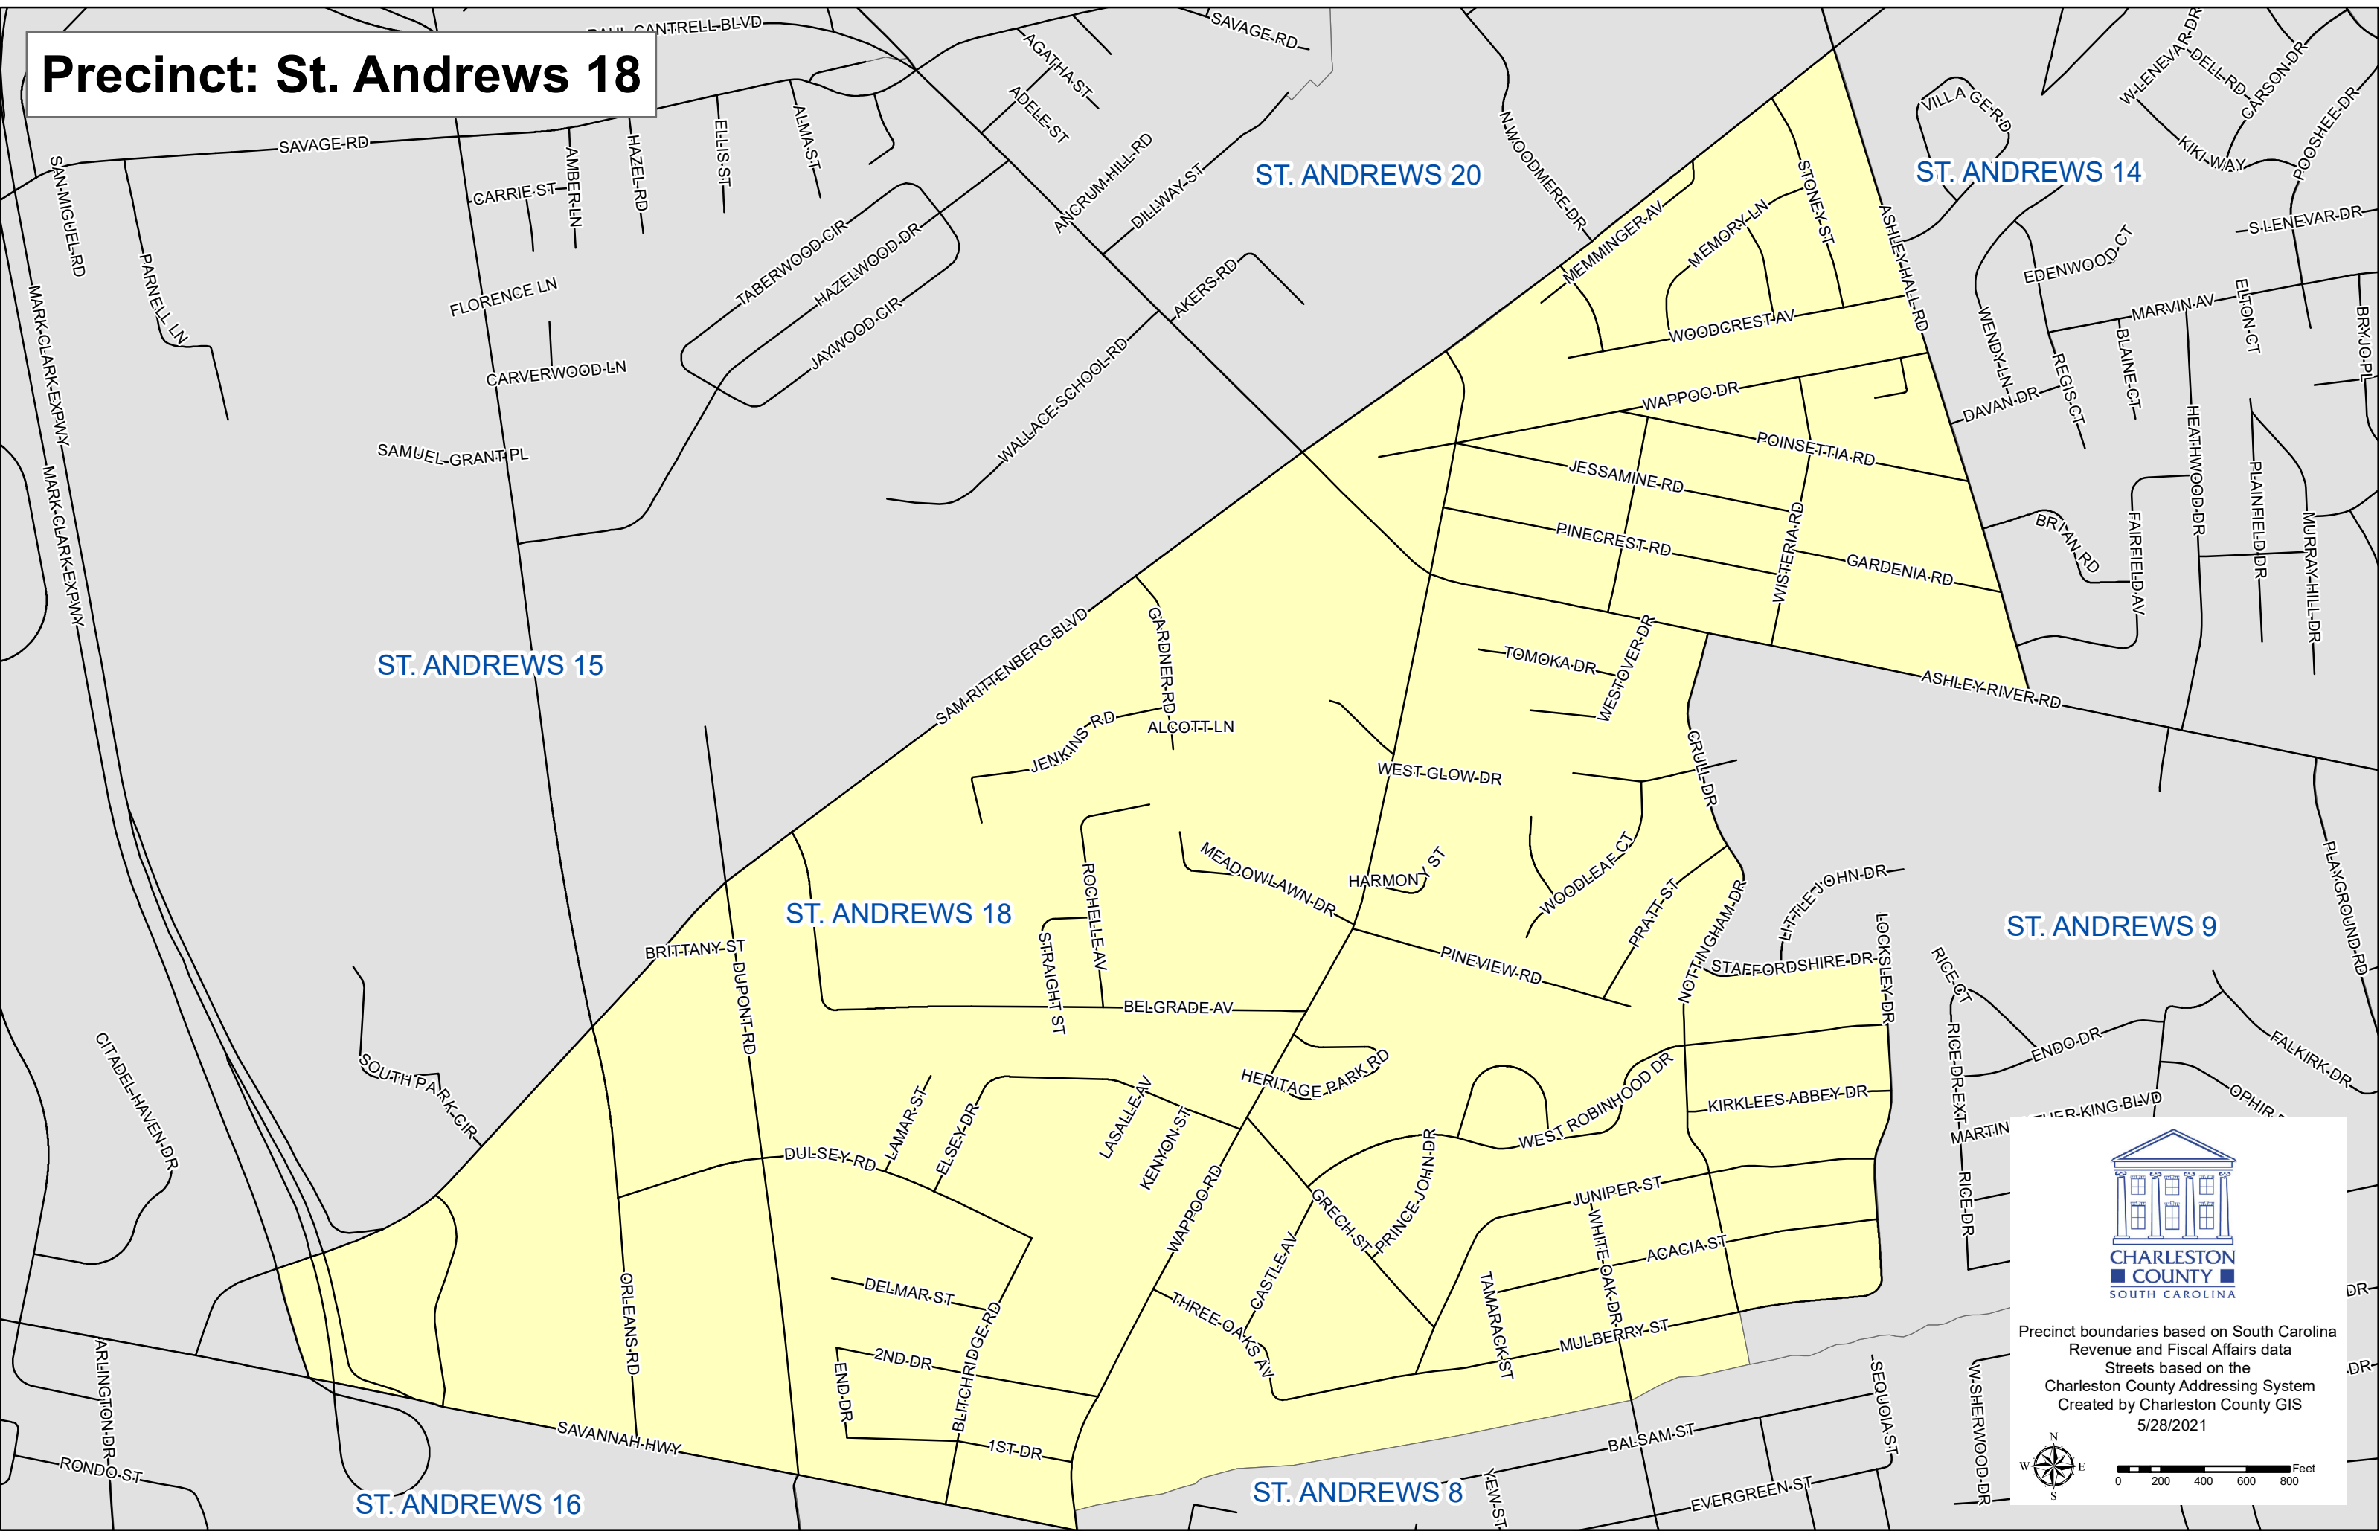 Precinct: St. Andrews 18
CANTRELL BLVD
SAVAGE RD
AGATHA ST
ADELE ST
SAVAGE RD
SAN MIGUEL RD
PARNELL LN
CARRIE ST
AMBER LN
HAZEL RD
ELLIS ST
ALMA ST
ANCRUM HILL RD
DILLWAY ST
ST. ANDREWS 20
N WOODMERE DR
STONEY ST
MEMMINGER AV
MEMORY LN
ASHLEY HALL RD
VILLAGE RD
ST. ANDREWS 14
W LENEVAR DR
DELL RD
CARSON DR
KIKI WAY
POOSHEE DR
S LENEVAR DR
EDENWOOD CT
ELTON CT
MARVIN AV
BRYJO PL
WENDY LN
REGIS CT
BLAINE CT
DAVAN DR
HEATHWOOD DR
PLAINFIELD DR
MURRAY HILL DR
BRYAN RD
FAIRFIELD AV
MARK CLARK EXPWY
MARK CLARK EXPWY
FLORENCE LN
CARVERWOOD LN
TABERWOOD CIR
HAZELWOOD DR
JAYWOOD CIR
AKERS RD
WALLACE SCHOOL RD
SAMUEL GRANT PL
WOODCREST AV
WAPPOO DR
POINSETTIA RD
JESSAMINE RD
PINECREST RD
WISTERIA RD
GARDENIA RD
ASHLEY RIVER RD
ST. ANDREWS 15
SAM RITTENBERG BLVD
GARDNER RD
JENKINS RD
ALCOTT LN
TOMOKA DR
WESTOVER DR
CRULL DR
WEST GLOW DR
MEADOWLAWN DR
HARMONY ST
WOODLEAF CT
PRATT ST
NOTTINGHAM DR
LITTLE JOHN DR
STAFFORDSHIRE DR
LOCKSLEY DR
ST. ANDREWS 9
PLAYGROUND RD
RICE CT
RICE DR EXT
ENDO DR
FALKIRK DR
ST. ANDREWS 18
BRITTANY ST
DUPONT RD
ROCHELLE AV
STRAIGHT ST
BELGRADE AV
PINEVIEW RD
HERITAGE PARK RD
WEST ROBINHOOD DR
KIRKLEES ABBEY DR
CITADEL HAVEN DR
SOUTH PARK CIR
LAMAR ST
ELSEY DR
LASALLE AV
KENYON ST
DULSEY RD
WAPPOO RD
GRECH ST
PRINCE JOHN DR
JUNIPER ST
WHITE OAK DR
ACACIA ST
RICE DR
ORLEANS RD
DELMAR ST
BLITCHRIDGE RD
CASTLE AV
THREE OAKS AV
TAMARACK ST
MULBERRY ST
2ND DR
END DR
1ST DR
ARLINGTON DR
RONDO ST
SAVANNAH HWY
ST. ANDREWS 16
ST. ANDREWS 8
BALSAM ST
YEW ST
EVERGREEN ST
SEQUOIA ST
W SHERWOOD DR
DR
DR
CHARLESTON
COUNTY
SOUTH CAROLINA
Precinct boundaries based on South Carolina
Revenue and Fiscal Affairs data
Streets based on the
Charleston County Addressing System
Created by Charleston County GIS
5/28/2021
N
W E
S
Feet
0 200 400 600 800